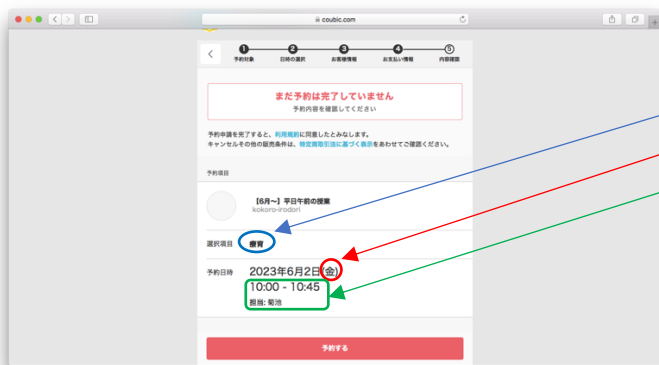 coubic.com
1 2 3 4 5
予約対象 日時の選択 お客様情報 お支払い情報 内容確認
まだ予約は完了していません
予約内容を確認してください
予約申請を完了すると、利用規約に同意したとみなします。
キャンセルその他の販売条件は、特定商取引法に基づく表示をあわせてご確認ください。
予約項目
【6月～】平日午前の授業
kokoro-irodori
選択項目 療育
予約日時 2023年6月2日(金)
10:00 - 10:45
担当: 菊池
予約する